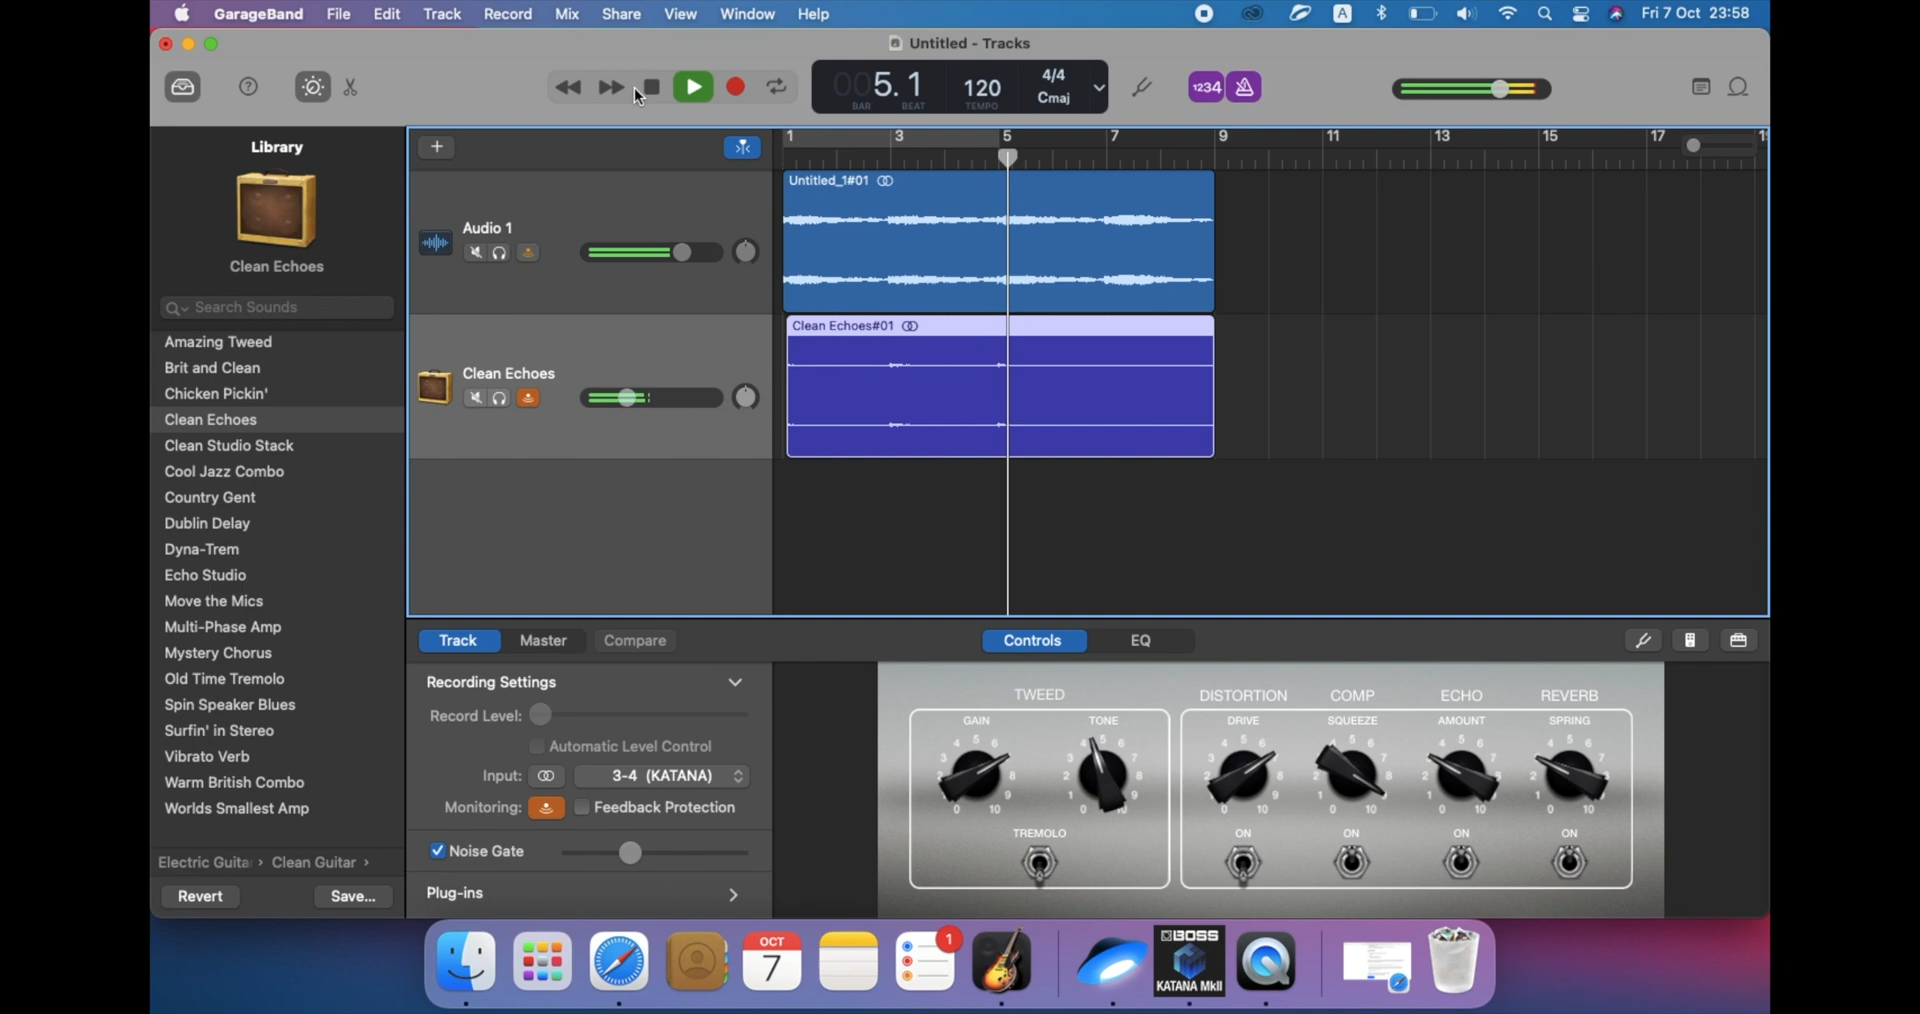 GarageBand File Edit Track Record Mix Share View Window Help A Fri 7 Oct 23:58
Untitled - Tracks
005.1 120 4/4
Cmaj
BAR BEAT TEMPO
1234
Library
Clean Echoes
Search Sounds
Amazing Tweed
Brit and Clean
Chicken Pickin'
Clean Echoes
Clean Studio Stack
Cool Jazz Combo
Country Gent
Dublin Delay
Dyna-Trem
Echo Studio
Move the Mics
Multi-Phase Amp
Mystery Chorus
Old Time Tremolo
Spin Speaker Blues
Surfin' in Stereo
Vibrato Verb
Warm British Combo
Worlds Smallest Amp
Electric Guita › Clean Guitar ›
Revert Save...
1 3 5 7 9 11 13 15 17
Audio 1
Untitled_1#01
Clean Echoes
Clean Echoes#01
Track Master Compare Controls EQ
Recording Settings
Record Level:
Automatic Level Control
Input: 3-4 (KATANA)
Monitoring: Feedback Protection
Noise Gate
Plug-ins
TWEED DISTORTION COMP ECHO REVERB
GAIN TONE DRIVE SQUEEZE AMOUNT SPRING
TREMOLO ON ON ON ON
OCT
7
1
BOSS
KATANA MkII